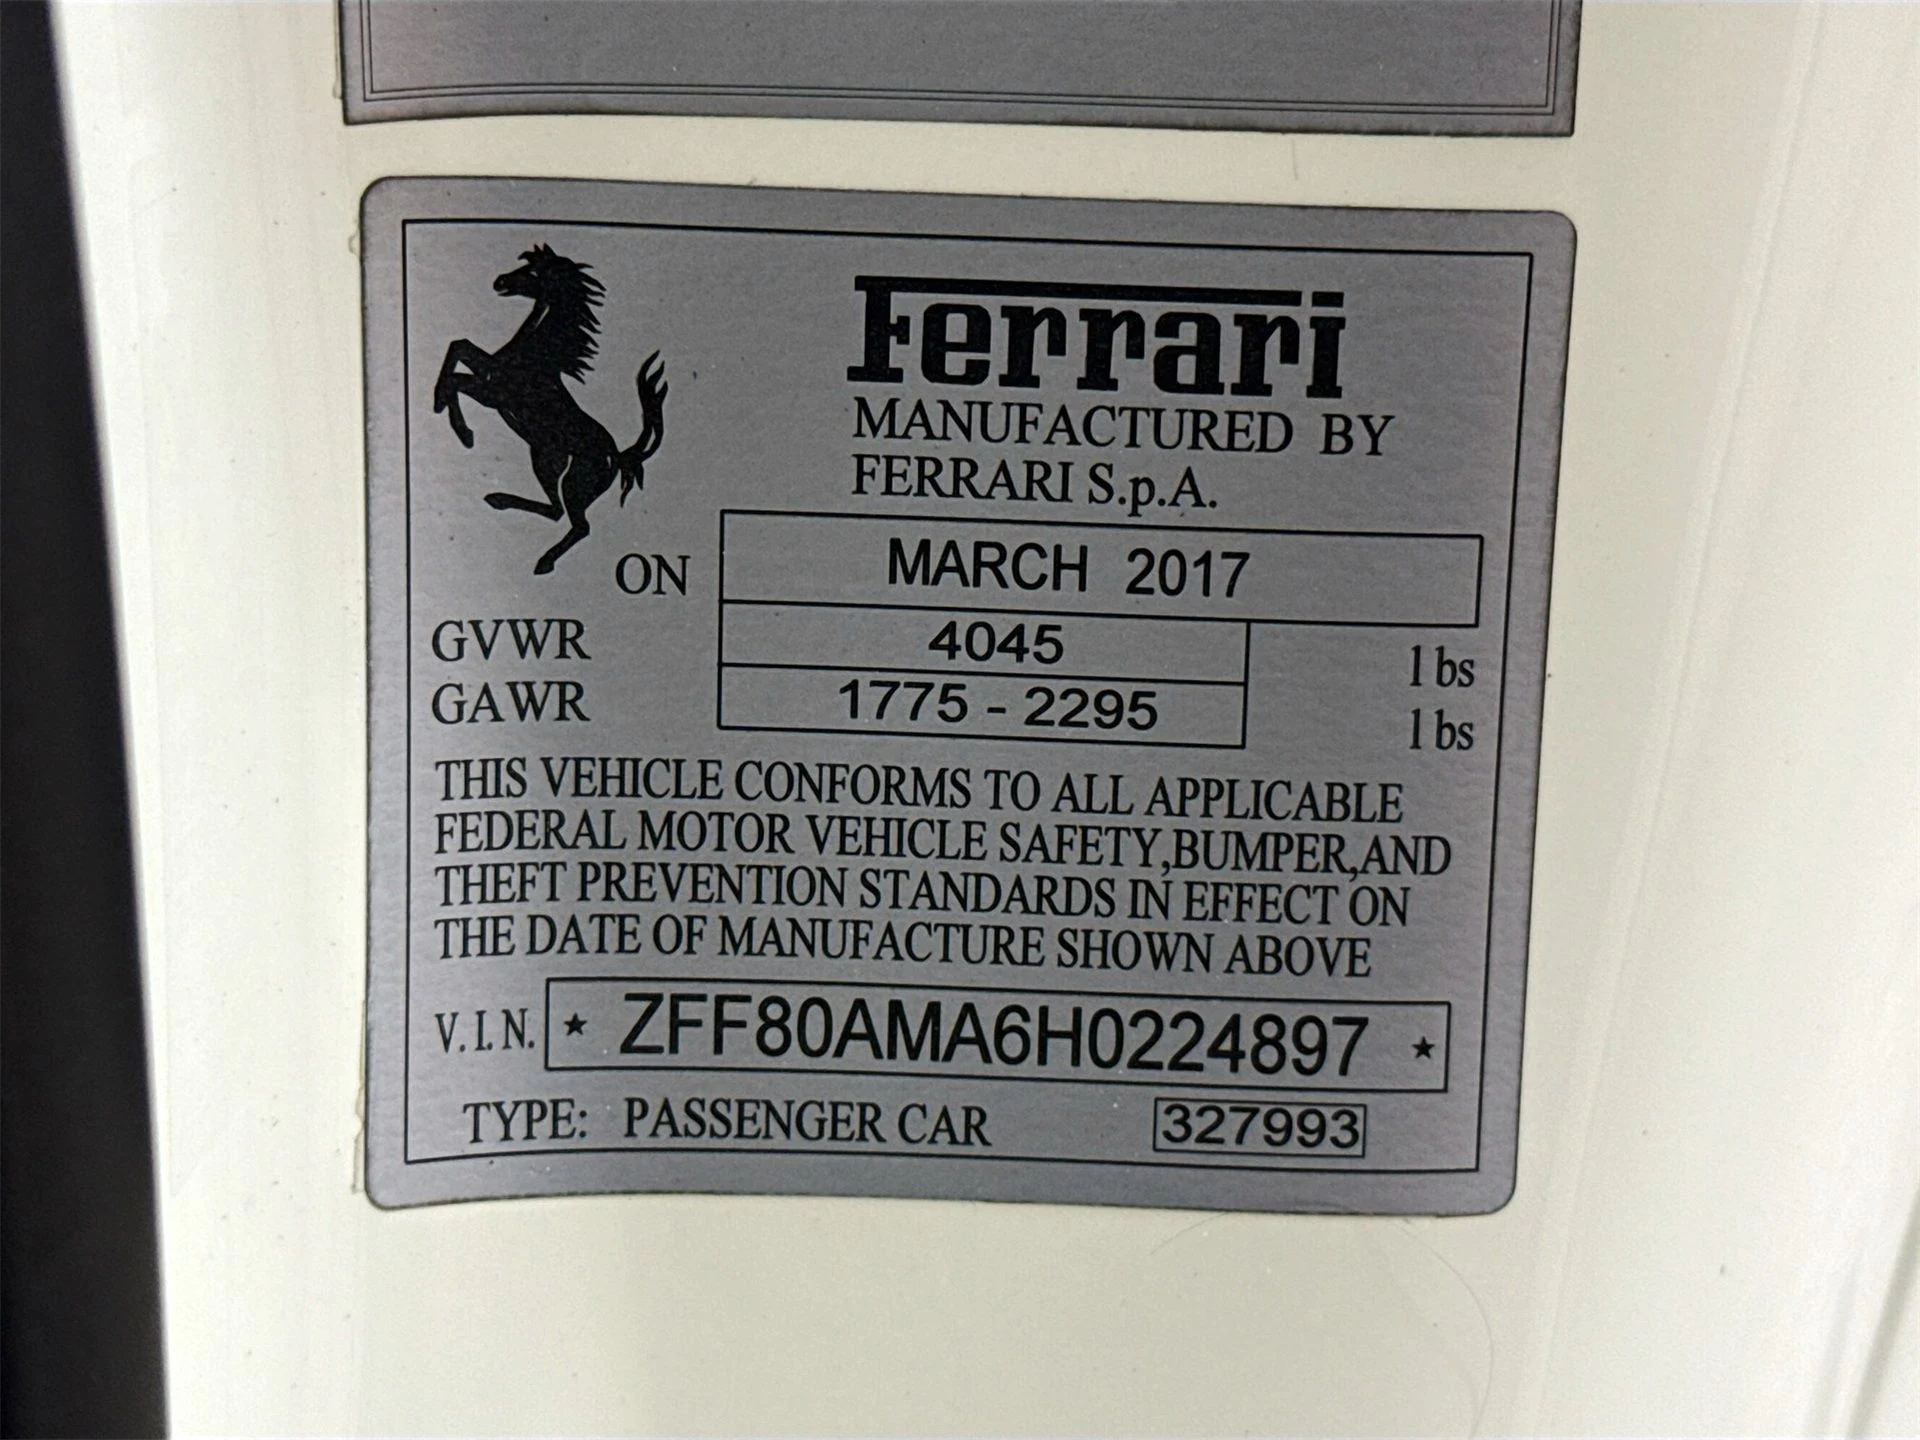 Ferrari
MANUFACTURED BY
FERRARI S.p.A.
ON MARCH 2017
GVWR 4045 lbs
GAWR 1775 - 2295 lbs
THIS VEHICLE CONFORMS TO ALL APPLICABLE
FEDERAL MOTOR VEHICLE SAFETY,BUMPER,AND
THEFT PREVENTION STANDARDS IN EFFECT ON
THE DATE OF MANUFACTURE SHOWN ABOVE
V.I.N. ★ ZFF80AMA6H0224897 ★
TYPE: PASSENGER CAR 327993